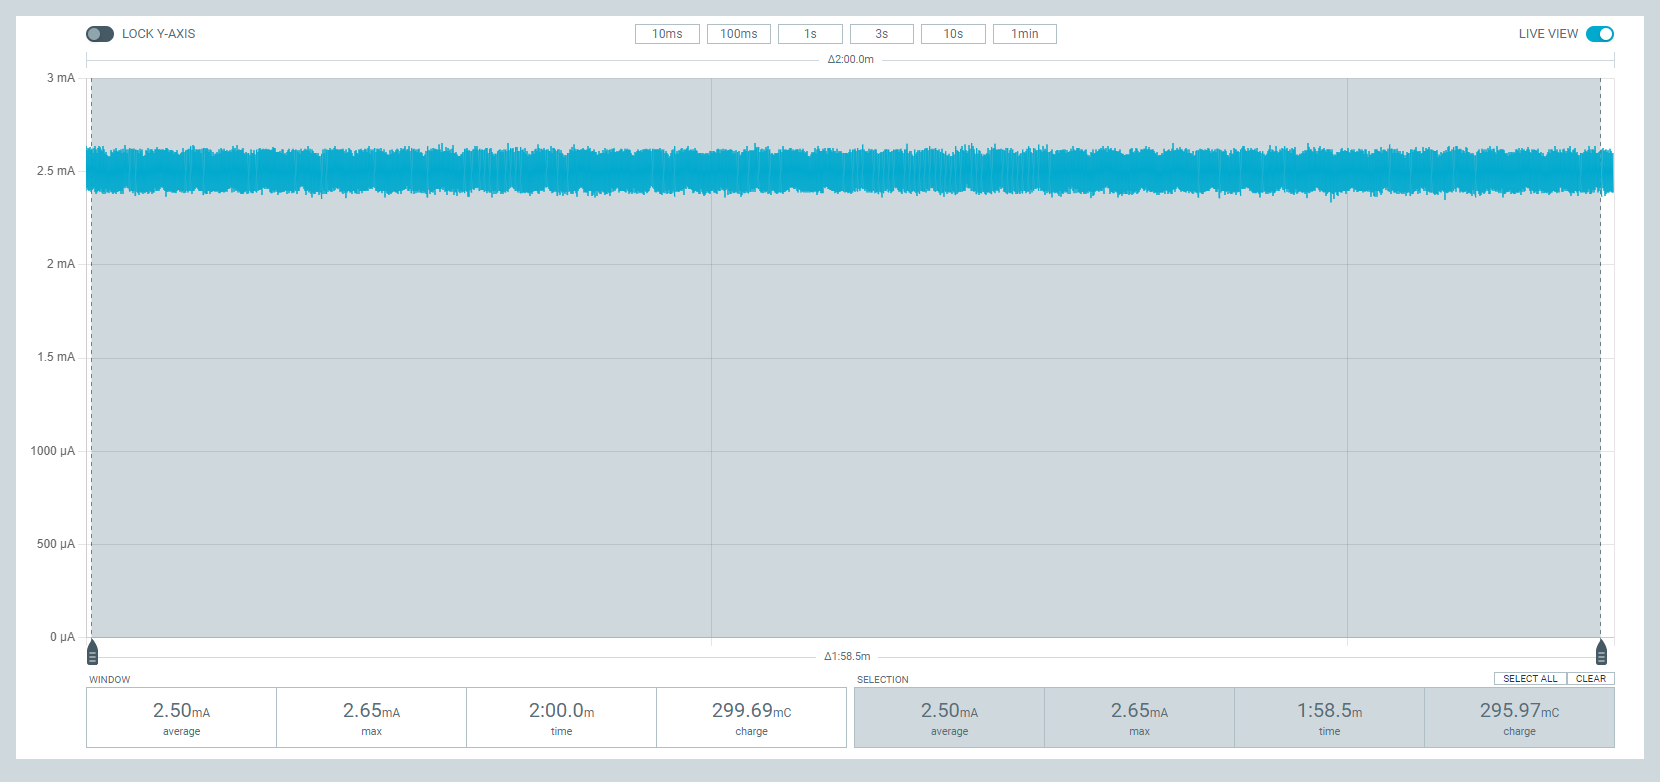 LOCK Y-AXIS
10ms 100ms 1s 3s 10s 1min
LIVE VIEW
Δ2:00.0m
3 mA
2.5 mA
2 mA
1.5 mA
1000 µA
500 µA
0 µA
Δ1:58.5m
WINDOW
2.50mA 2.65mA 2:00.0m 299.69mC
average max time charge
SELECTION
SELECT ALL CLEAR
2.50mA 2.65mA 1:58.5m 295.97mC
average max time charge